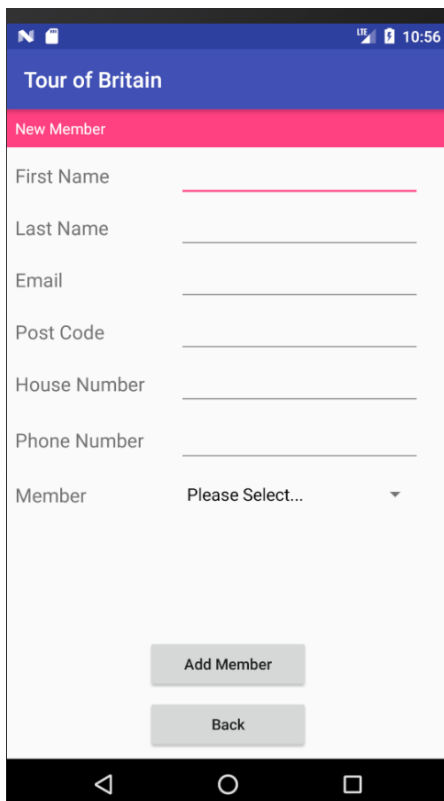 LTE 10:56
Tour of Britain
New Member
First Name
Last Name
Email
Post Code
House Number
Phone Number
Member Please Select...
Add Member
Back